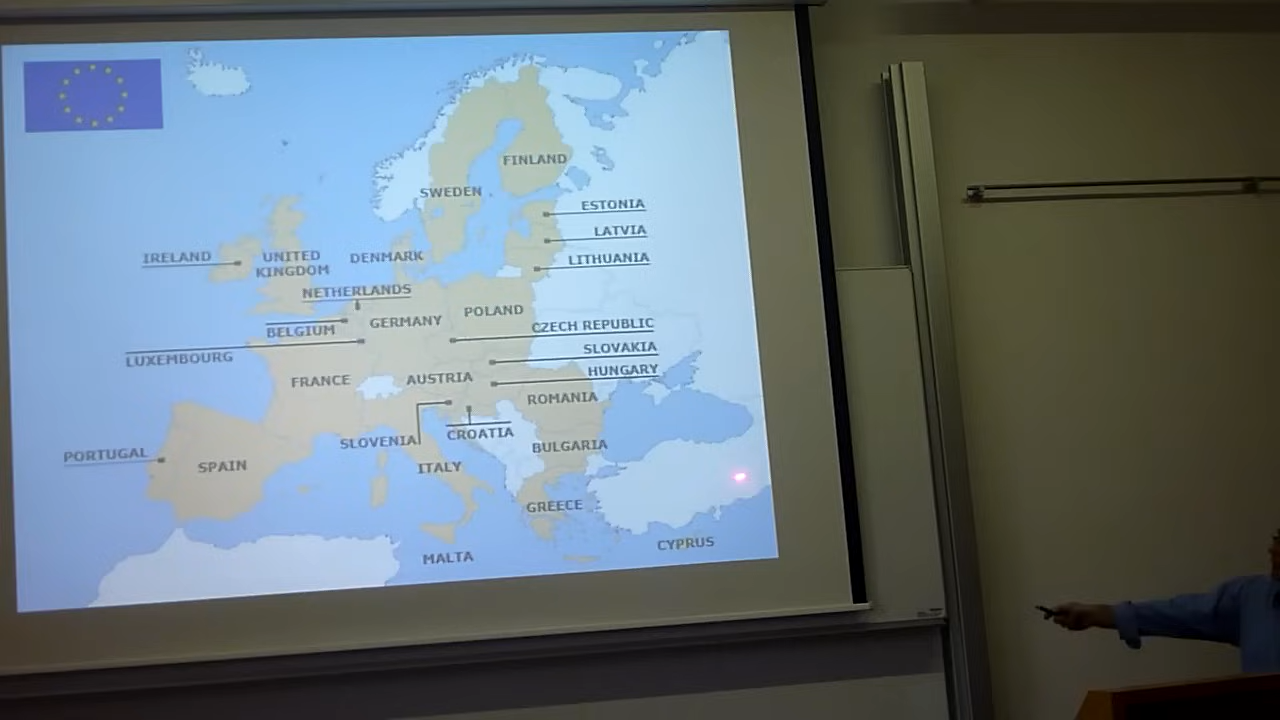 FINLAND
SWEDEN
ESTONIA
LATVIA
LITHUANIA
IRELAND
UNITED
KINGDOM
DENMARK
NETHERLANDS
BELGIUM
GERMANY
POLAND
CZECH REPUBLIC
LUXEMBOURG
SLOVAKIA
HUNGARY
FRANCE
AUSTRIA
ROMANIA
SLOVENIA
CROATIA
BULGARIA
PORTUGAL
SPAIN
ITALY
GREECE
MALTA
CYPRUS